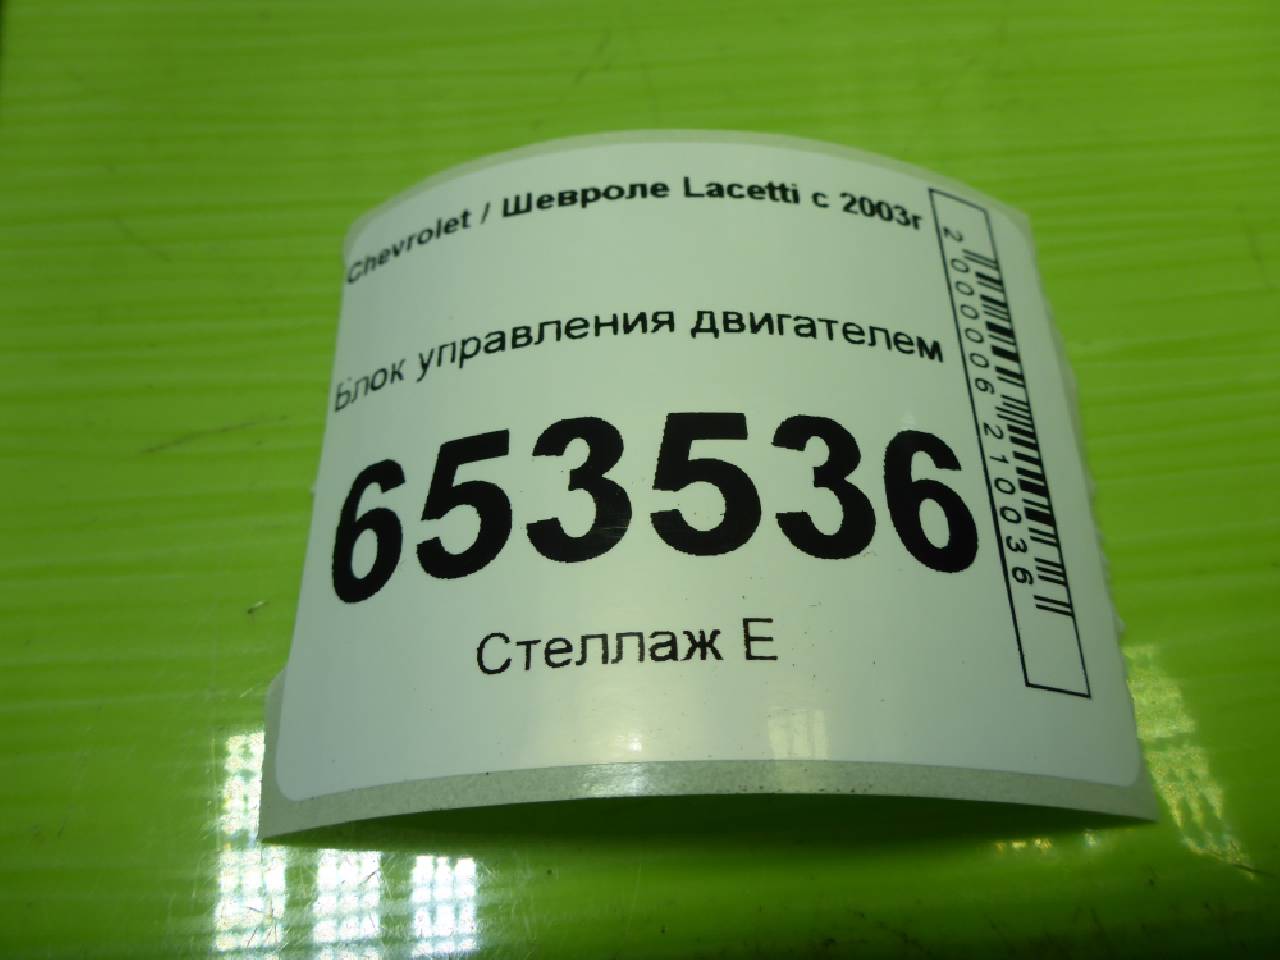 Chevrolet / Шевроле Lacetti с 2003г
Блок управления двигателем
653536
Стеллаж Е
2000006210036